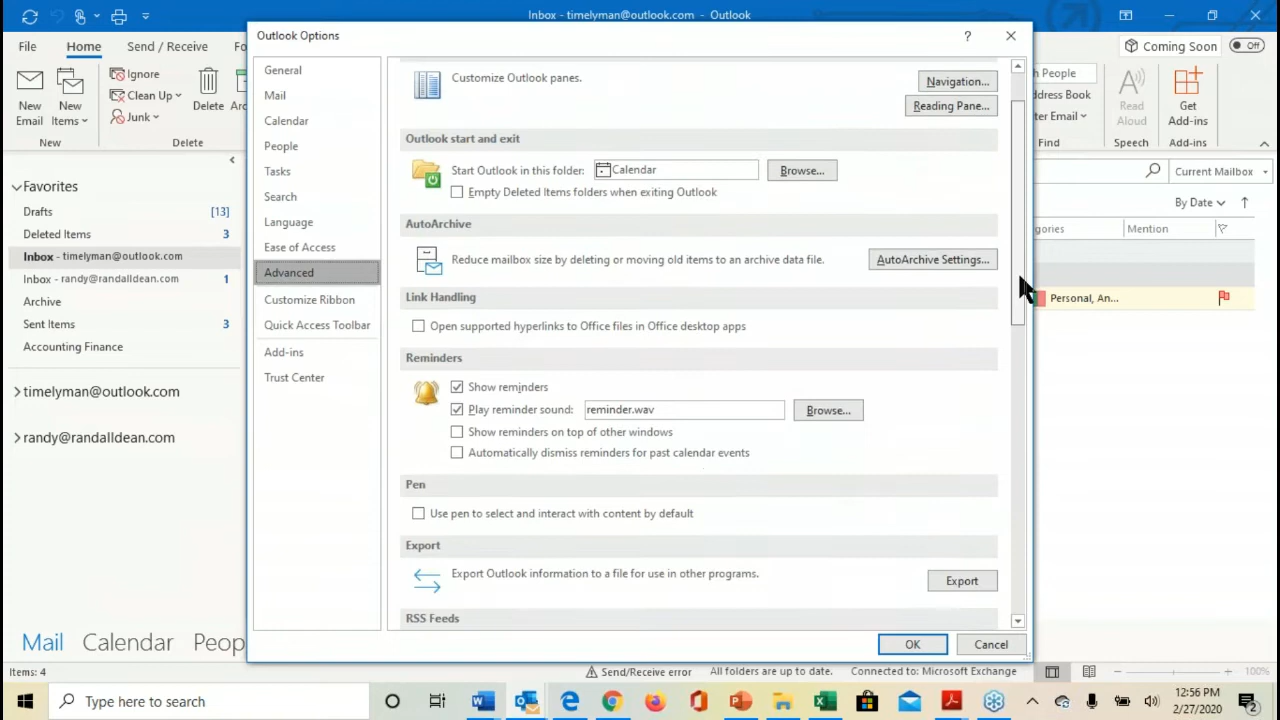 Inbox - timelyman@outlook.com - Outlook
File Home Send / Receive Fo
Coming Soon Off
New Email
New Items
Ignore
Clean Up
Junk
Delete
Arc
New
Delete
h People
ddress Book
ter Email
Find
Read Aloud
Speech
Get Add-ins
Add-ins
Favorites
Drafts [13]
Deleted Items 3
Inbox - timelyman@outlook.com
Inbox - randy@randalldean.com 1
Archive
Sent Items 3
Accounting Finance
timelyman@outlook.com
randy@randalldean.com
Mail Calendar Peop
Outlook Options ?
General
Mail
Calendar
People
Tasks
Search
Language
Ease of Access
Advanced
Customize Ribbon
Quick Access Toolbar
Add-ins
Trust Center
Customize Outlook panes.
Navigation...
Reading Pane...
Outlook start and exit
Start Outlook in this folder: Calendar Browse...
Empty Deleted Items folders when exiting Outlook
AutoArchive
Reduce mailbox size by deleting or moving old items to an archive data file. AutoArchive Settings...
Link Handling
Open supported hyperlinks to Office files in Office desktop apps
Reminders
Show reminders
Play reminder sound: reminder.wav Browse...
Show reminders on top of other windows
Automatically dismiss reminders for past calendar events
Pen
Use pen to select and interact with content by default
Export
Export Outlook information to a file for use in other programs. Export
RSS Feeds
OK Cancel
Current Mailbox
By Date
gories Mention
Personal, An...
Items: 4 Send/Receive error All folders are up to date. Connected to: Microsoft Exchange 100%
Type here to search
12:56 PM
2/27/2020
2